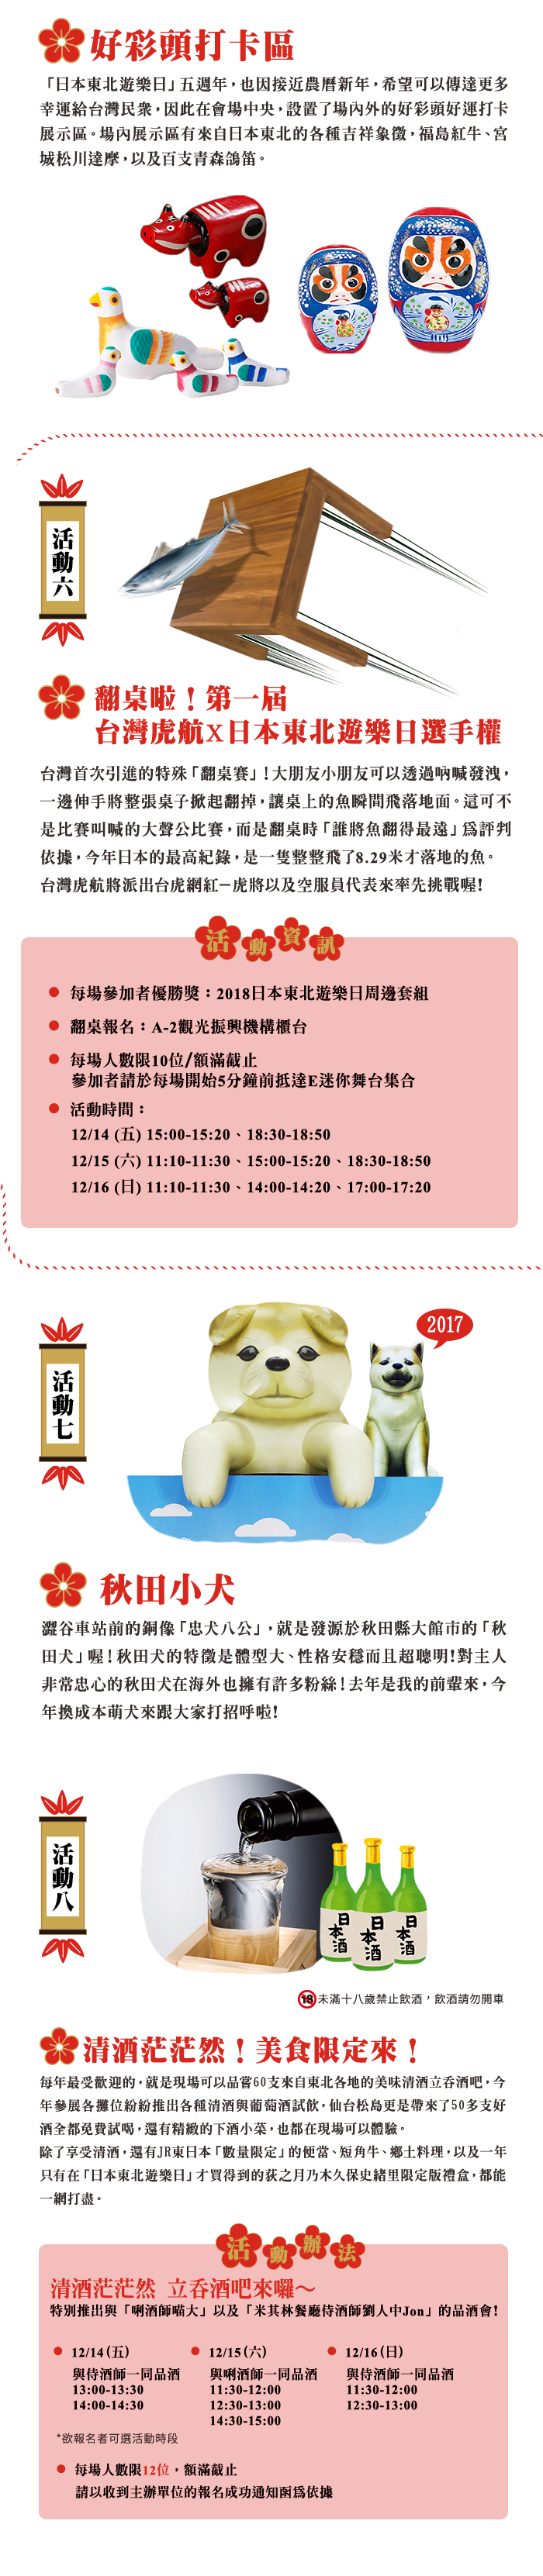 好彩頭打卡區
「日本東北遊樂日」五週年，也因接近農曆新年，希望可以傳達更多
幸運給台灣民衆，因此在會場中央，設置了場內外的好彩頭好運打卡
展示區。場內展示區有來自日本東北的各種吉祥象徵，福島紅牛、宮
城松川達摩，以及百支青森鴿笛。
活動六
翻桌啦！第一屆
台灣虎航X日本東北遊樂日選手權
台灣首次引進的特殊「翻桌賽」！大朋友小朋友可以透過吶喊發洩，
一邊伸手將整張桌子掀起翻掉，讓桌上的魚瞬間飛落地面。這可不
是比賽叫喊的大聲公比賽，而是翻桌時「誰將魚翻得最遠」爲評判
依據，今年日本的最高紀錄，是一隻整整飛了8.29米才落地的魚。
台灣虎航將派出台虎網紅—虎將以及空服員代表來率先挑戰喔！
活動資訊
每場參加者優勝獎：2018日本東北遊樂日周邊套組
翻桌報名：A-2觀光振興機構櫃台
每場人數限10位/額滿截止
參加者請於每場開始5分鐘前抵達E迷你舞台集合
活動時間：
12/14 (五) 15:00-15:20、18:30-18:50
12/15 (六) 11:10-11:30、15:00-15:20、18:30-18:50
12/16 (日) 11:10-11:30、14:00-14:20、17:00-17:20
2017
活動七
秋田小犬
澀谷車站前的銅像「忠犬八公」，就是發源於秋田縣大館市的「秋
田犬」喔！秋田犬的特徵是體型大、性格安穩而且超聰明！對主人
非常忠心的秋田犬在海外也擁有許多粉絲！去年是我的前輩來，今
年換成本萌犬來跟大家打招呼啦！
活動八
日本酒
日本酒
日本酒
18未滿十八歲禁止飲酒，飲酒請勿開車
清酒茫茫然！美食限定來！
每年最受歡迎的，就是現場可以品嘗60支來自東北各地的美味清酒立吞酒吧，今
年參展各攤位紛紛推出各種清酒與葡萄酒試飲，仙台松島更是帶來了50多支好
酒全都免費試喝，還有精緻的下酒小菜，也都在現場可以體驗。
除了享受清酒，還有JR東日本「數量限定」的便當、短角牛、鄉土料理，以及一年
只有在「日本東北遊樂日」才買得到的荻之月乃木久保史緒里限定版禮盒，都能
一網打盡。
活動辦法
清酒茫茫然 立吞酒吧來囉～
特別推出與「唎酒師喵大」以及「米其林餐廳侍酒師劉人中Jon」的品酒會！
12/14(五)
與侍酒師一同品酒
13:00-13:30
14:00-14:30
12/15(六)
與唎酒師一同品酒
11:30-12:00
12:30-13:00
14:30-15:00
12/16(日)
與侍酒師一同品酒
11:30-12:00
12:30-13:00
*欲報名者可選活動時段
每場人數限12位，額滿截止
請以收到主辦單位的報名成功通知函爲依據